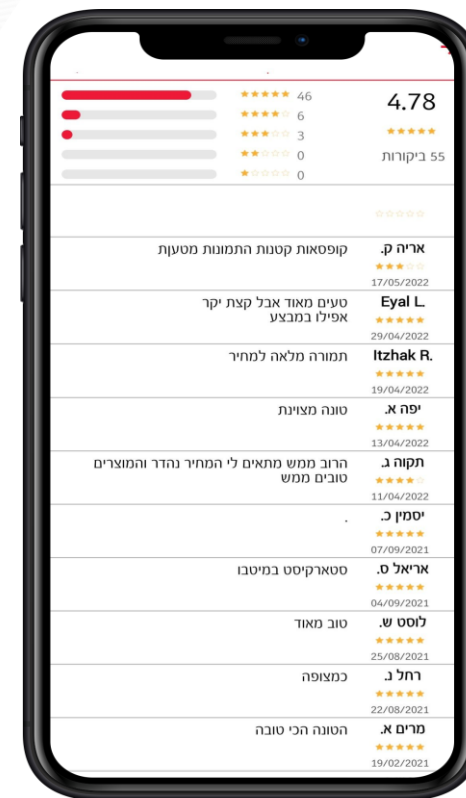 4.78
55 ביקורות
46
6
3
0
0
אריה ק.
17/05/2022
קופסאות קטנות התמונות מטעןת
Eyal L.
29/04/2022
טעים מאוד אבל קצת יקר
אפילו במבצע
Itzhak R.
19/04/2022
תמורה מלאה למחיר
יפה א.
13/04/2022
טונה מצוינת
תקוה ג.
11/04/2022
הרוב ממש מתאים לי המחיר נהדר והמוצרים
טובים ממש
יסמין כ.
07/09/2021
.
אריאל ס.
04/09/2021
סטארקיסט במיטבו
לוסט ש.
25/08/2021
טוב מאוד
רחל נ.
22/08/2021
כמצופה
מרים א.
19/02/2021
הטונה הכי טובה